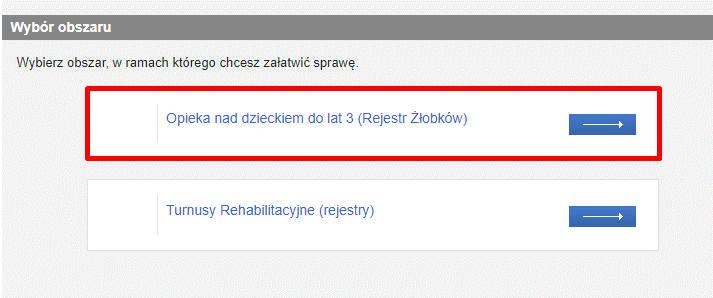 Wybór obszaru
Wybierz obszar, w ramach którego chcesz załatwić sprawę.
Opieka nad dzieckiem do lat 3 (Rejestr Żłobków)
Turnusy Rehabilitacyjne (rejestry)